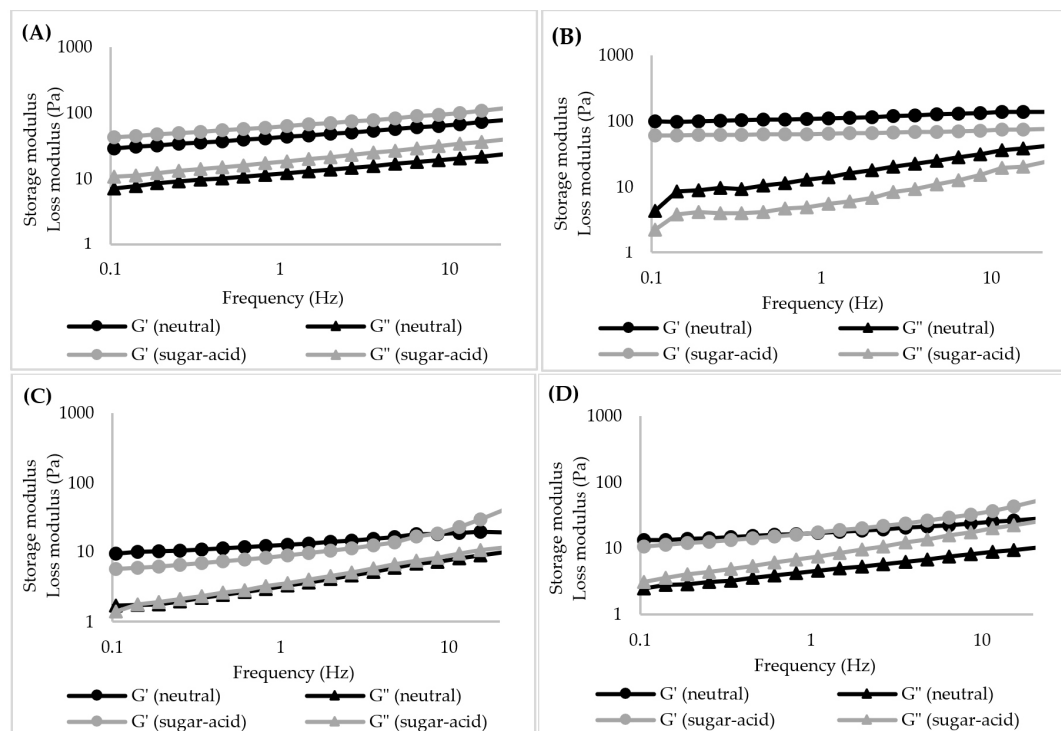 (A)
1000
100
10
1
Storage modulus
Loss modulus (Pa)
0.1 1 10
Frequency (Hz)
G' (neutral) G" (neutral)
G' (sugar-acid) G" (sugar-acid)
(B)
1000
100
10
1
Storage modulus
Loss modulus (Pa)
0.1 1 10
Frequency (Hz)
G' (neutral) G" (neutral)
G' (sugar-acid) G" (sugar-acid)
(C)
1000
100
10
1
Storage modulus
Loss modulus (Pa)
0.1 1 10
Frequency (Hz)
G' (neutral) G" (neutral)
G' (sugar-acid) G" (sugar-acid)
(D)
1000
100
10
1
Storage modulus
Loss modulus (Pa)
0.1 1 10
Frequency (Hz)
G' (neutral) G" (neutral)
G' (sugar-acid) G" (sugar-acid)